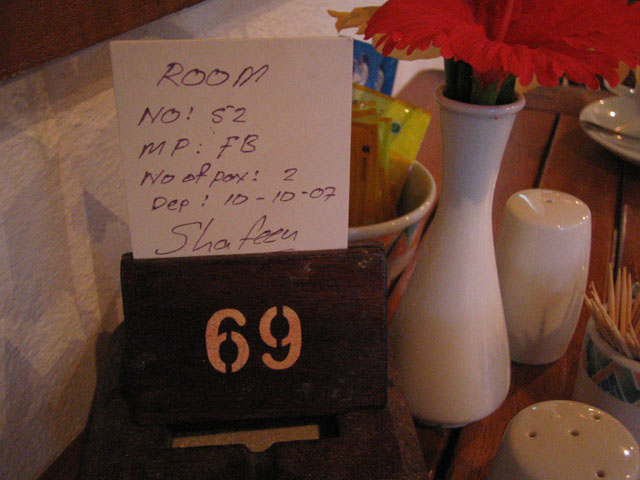 ROOM
NO: 52
MP: FB
No of pax: 2
Dep: 10-10-07
Shafeeu
69